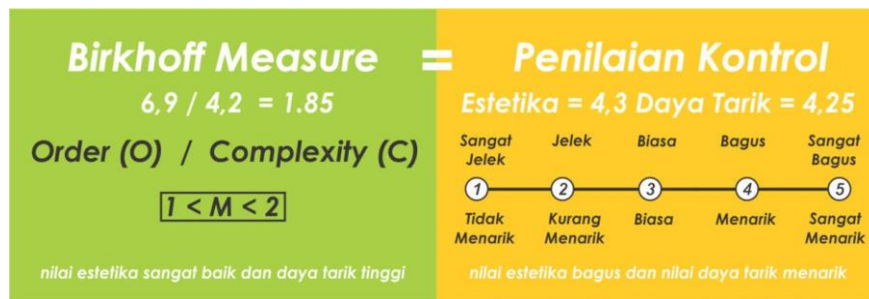 Birkhoff Measure = Penilaian Kontrol
6,9 / 4,2 = 1.85
Order (O) / Complexity (C)
1 < M < 2
nilai estetika sangat baik dan daya tarik tinggi
Estetika = 4,3 Daya Tarik = 4,25
Sangat Jelek Jelek Biasa Bagus Sangat Bagus
1 2 3 4 5
Tidak Menarik Kurang Menarik Biasa Menarik Sangat Menarik
nilai estetika bagus dan nilai daya tarik menarik